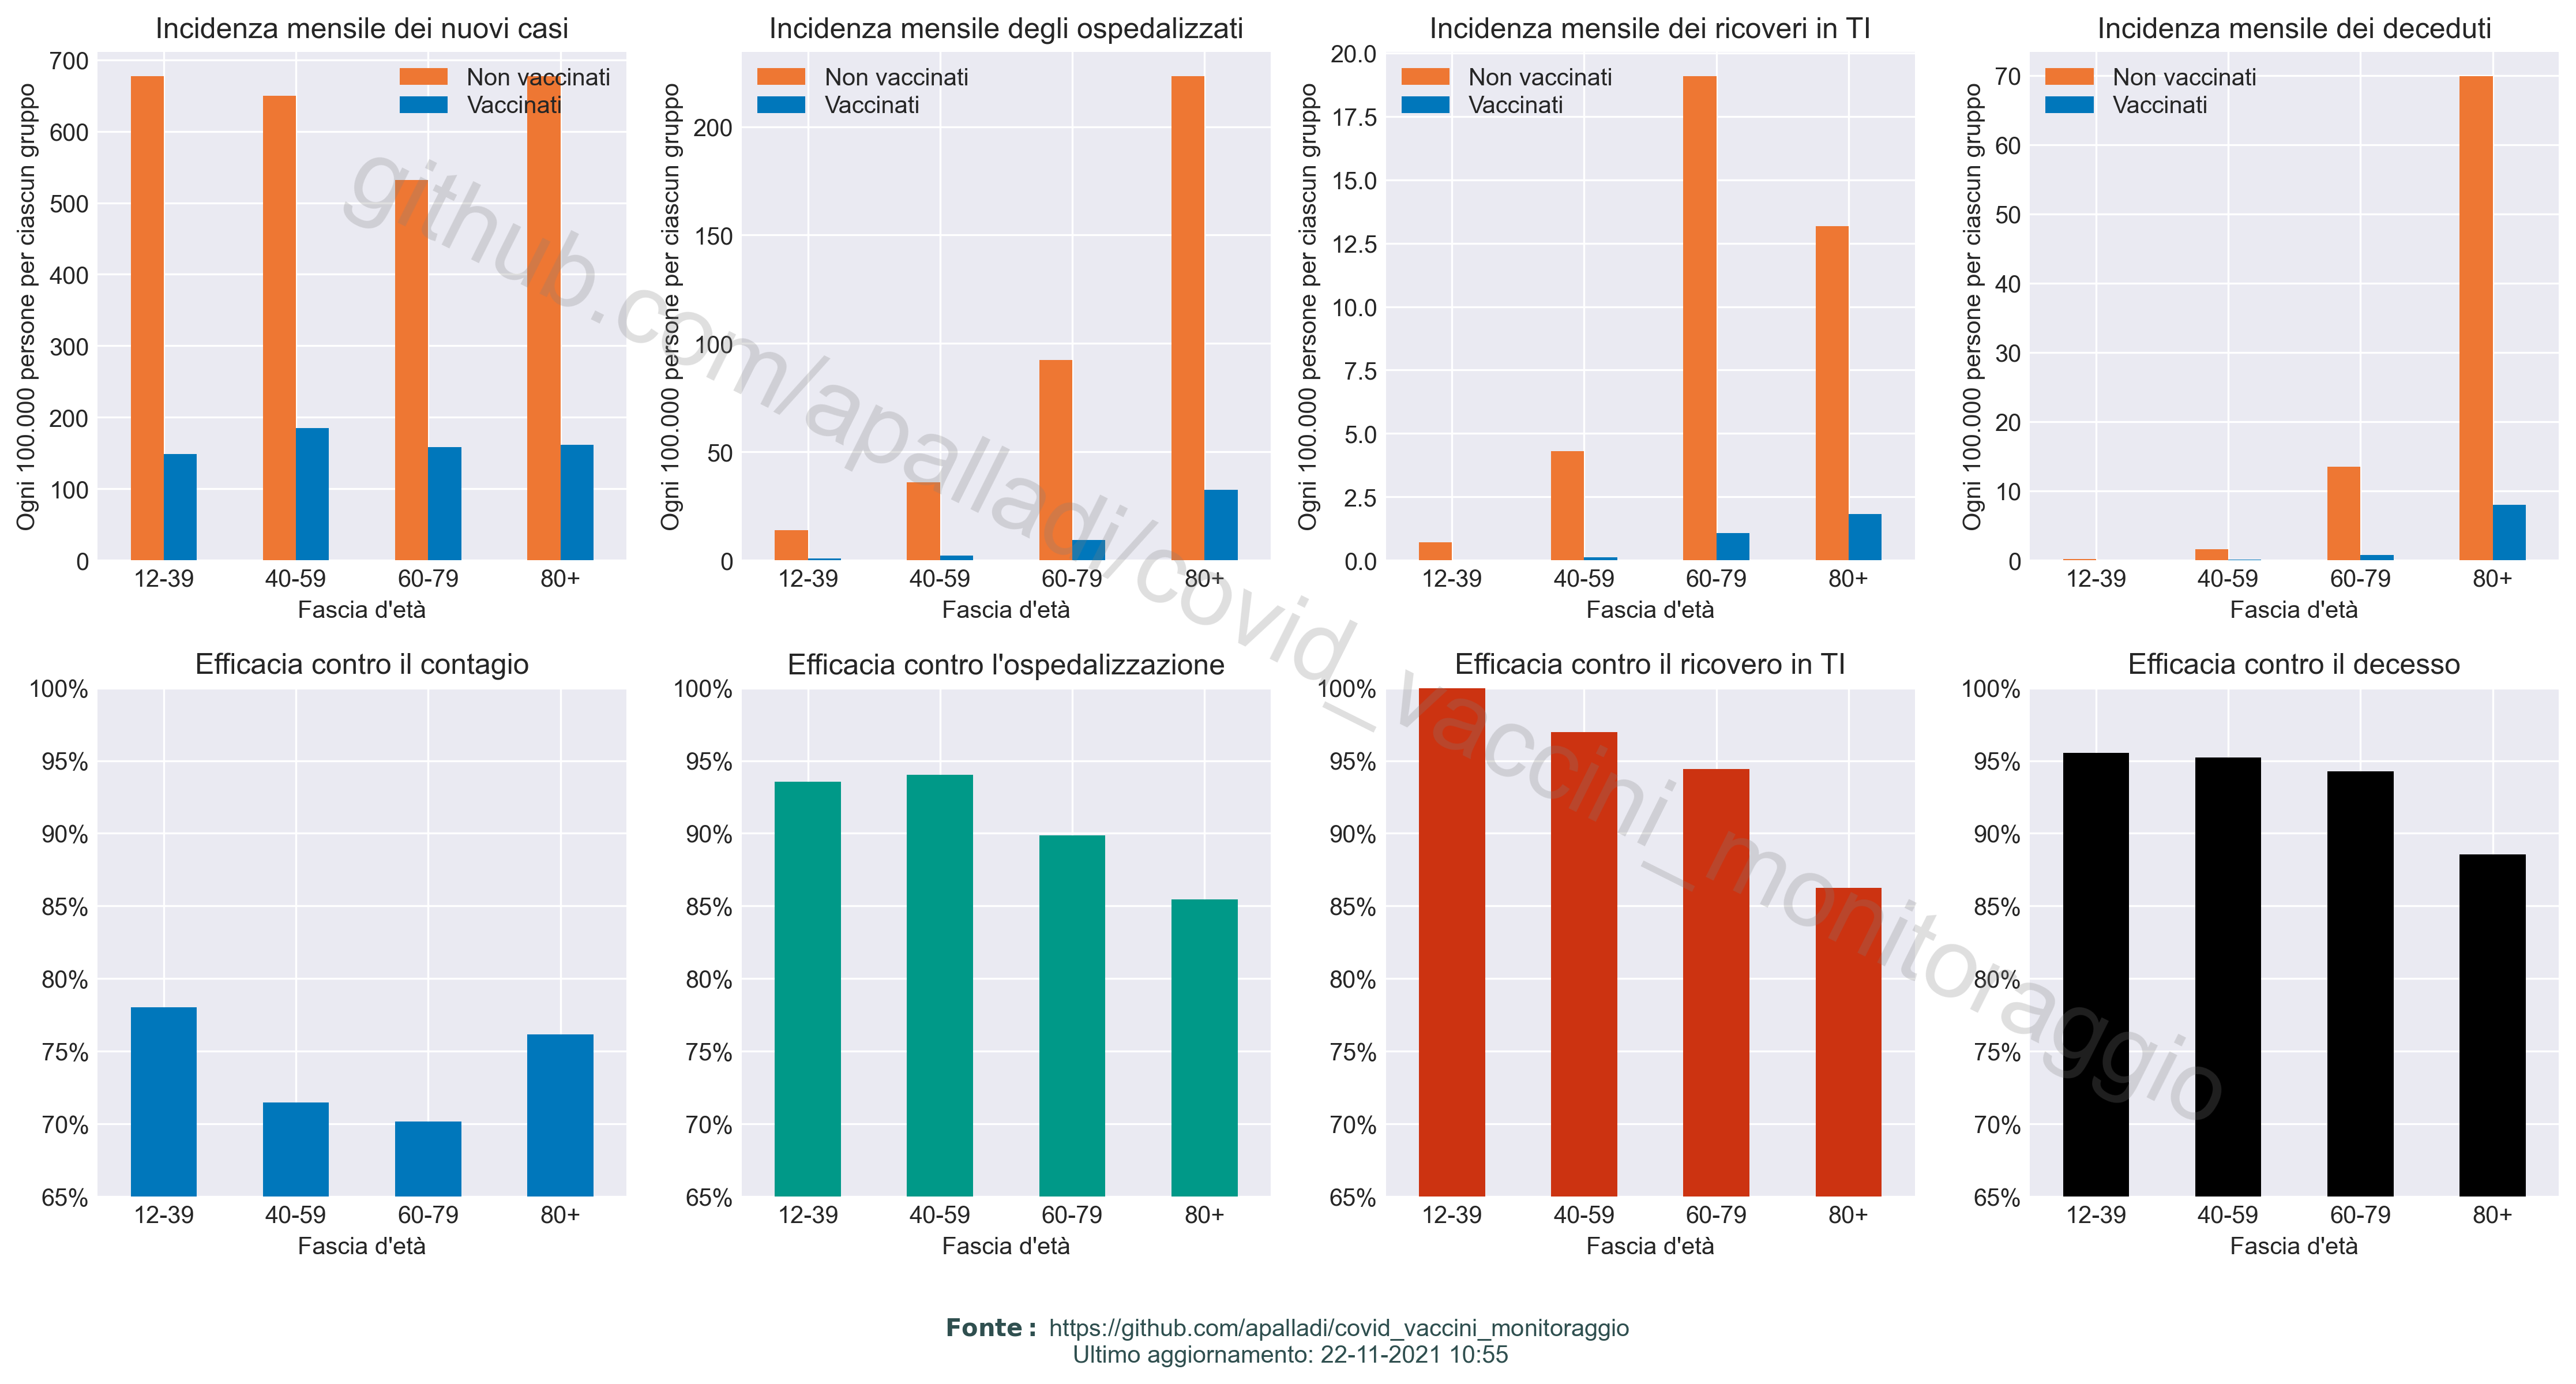 Incidenza mensile dei nuovi casi
Ogni 100.000 persone per ciascun gruppo
700
600
500
400
300
200
100
0
Non vaccinati
Vaccinati
12-39 40-59 60-79 80+
Fascia d'età
Incidenza mensile degli ospedalizzati
Ogni 100.000 persone per ciascun gruppo
200
150
100
50
0
Non vaccinati
Vaccinati
12-39 40-59 60-79 80+
Fascia d'età
Incidenza mensile dei ricoveri in TI
Ogni 100.000 persone per ciascun gruppo
20.0
17.5
15.0
12.5
10.0
7.5
5.0
2.5
0.0
Non vaccinati
Vaccinati
12-39 40-59 60-79 80+
Fascia d'età
Incidenza mensile dei deceduti
Ogni 100.000 persone per ciascun gruppo
70
60
50
40
30
20
10
0
Non vaccinati
Vaccinati
12-39 40-59 60-79 80+
Fascia d'età
Efficacia contro il contagio
100%
95%
90%
85%
80%
75%
70%
65%
12-39 40-59 60-79 80+
Fascia d'età
Efficacia contro l'ospedalizzazione
100%
95%
90%
85%
80%
75%
70%
65%
12-39 40-59 60-79 80+
Fascia d'età
Efficacia contro il ricovero in TI
100%
95%
90%
85%
80%
75%
70%
65%
12-39 40-59 60-79 80+
Fascia d'età
Efficacia contro il decesso
100%
95%
90%
85%
80%
75%
70%
65%
12-39 40-59 60-79 80+
Fascia d'età
github.com/apalladi/covid_vaccini_monitoraggio
Fonte: https://github.com/apalladi/covid_vaccini_monitoraggio
Ultimo aggiornamento: 22-11-2021 10:55